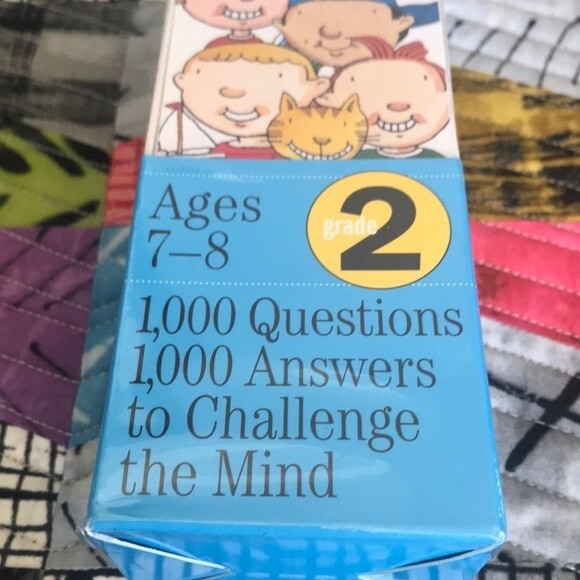 Ages
7–8
grade 2
1,000 Questions
1,000 Answers
to Challenge
the Mind